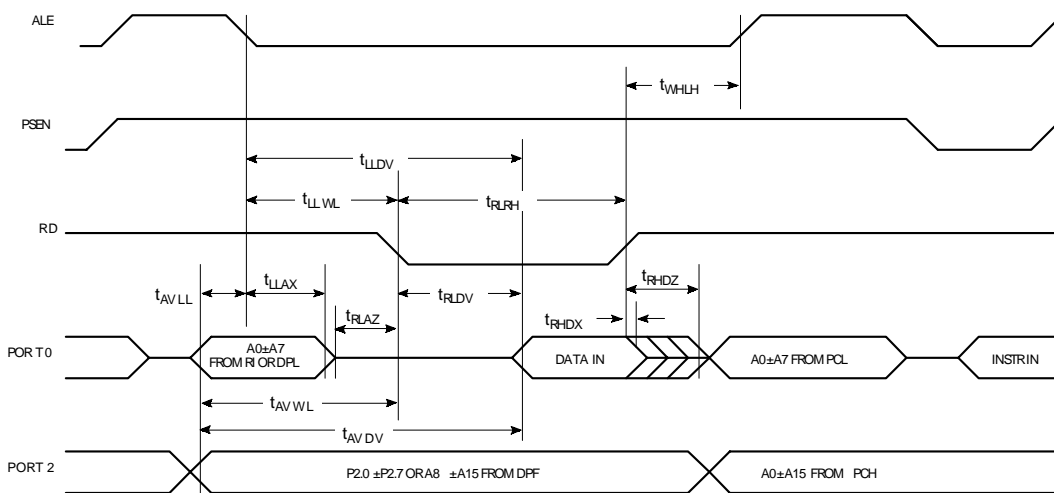 ALE
tWHLH
PSEN
tLLDV
tLLWL
tRLRH
RD
tRHDZ
tLLAX
tAVLL
tRLDV
tRLAZ
tRHDX
PORT0
A0±A7
FROM RI OR DPL
DATA IN
A0±A7 FROM PCL
INSTR IN
tAVWL
tAVDV
PORT 2
P2.0 ±P2.7 OR A8 ±A15 FROM DPF
A0±A15 FROM PCH